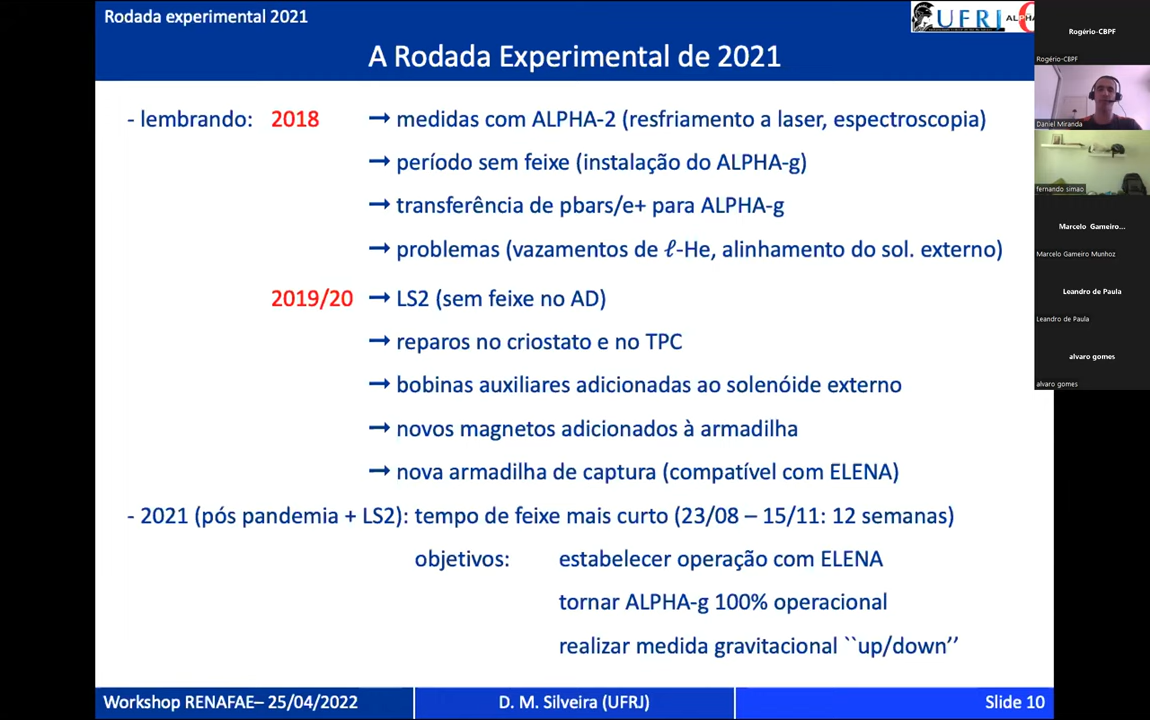 Rodada experimental 2021
UFRJ ALPHA
A Rodada Experimental de 2021
- lembrando: 2018 → medidas com ALPHA-2 (resfriamento a laser, espectroscopia)
→ período sem feixe (instalação do ALPHA-g)
→ transferência de pbars/e+ para ALPHA-g
→ problemas (vazamentos de ℓ-He, alinhamento do sol. externo)
2019/20 → LS2 (sem feixe no AD)
→ reparos no criostato e no TPC
→ bobinas auxiliares adicionadas ao solenóide externo
→ novos magnetos adicionados à armadilha
→ nova armadilha de captura (compatível com ELENA)
- 2021 (pós pandemia + LS2): tempo de feixe mais curto (23/08 – 15/11: 12 semanas)
objetivos: estabelecer operação com ELENA
tornar ALPHA-g 100% operacional
realizar medida gravitacional ``up/down’’
Workshop RENAFAE– 25/04/2022
D. M. Silveira (UFRJ)
Slide 10
Rogério-CBPF
Rogério-CBPF
Daniel Miranda
fernando simao
Marcelo Gameiro...
Marcelo Gameiro Munhoz
Leandro de Paula
Leandro de Paula
alvaro gomes
alvaro gomes